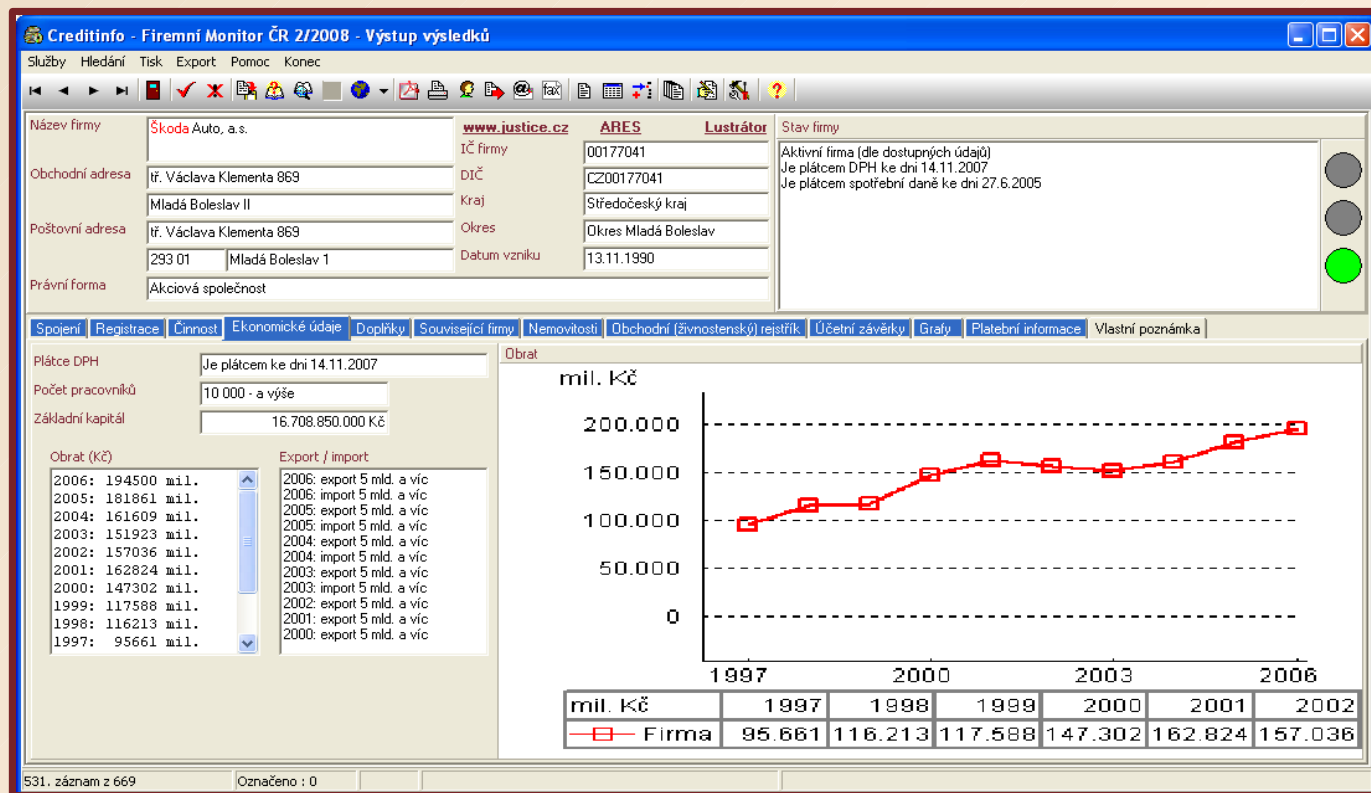 Creditinfo - Firemní Monitor ČR 2/2008 - Výstup výsledků
Služby Hledání Tisk Export Pomoc Konec
fax
Název firmy
Škoda Auto, a.s.
www.justice.cz ARES Lustrátor
Stav firmy
IČ firmy 00177041
Aktivní firma (dle dostupných údajů)
Je plátcem DPH ke dni 14.11.2007
Je plátcem spotřební daně ke dni 27.6.2005
Obchodní adresa tř. Václava Klementa 869
DIČ CZ00177041
Mladá Boleslav II
Kraj Středočeský kraj
Poštovní adresa tř. Václava Klementa 869
Okres Okres Mladá Boleslav
293 01 Mladá Boleslav 1
Datum vzniku 13.11.1990
Právní forma Akciová společnost
Spojení Registrace Činnost Ekonomické údaje Doplňky Související firmy Nemovitosti Obchodní (živnostenský) rejstřík Účetní závěrky Grafy Platební informace Vlastní poznámka
Plátce DPH Je plátcem ke dni 14.11.2007
Počet pracovníků 10 000 - a výše
Základní kapitál 16.708.850.000 Kč
Obrat (Kč)
2006: 194500 mil.
2005: 181861 mil.
2004: 161609 mil.
2003: 151923 mil.
2002: 157036 mil.
2001: 162824 mil.
2000: 147302 mil.
1999: 117588 mil.
1998: 116213 mil.
1997: 95661 mil.
Export / import
2006: export 5 mld. a víc
2006: import 5 mld. a víc
2005: export 5 mld. a víc
2005: import 5 mld. a víc
2004: export 5 mld. a víc
2004: import 5 mld. a víc
2003: export 5 mld. a víc
2003: import 5 mld. a víc
2002: export 5 mld. a víc
2001: export 5 mld. a víc
2000: export 5 mld. a víc
Obrat
mil. Kč
200.000
150.000
100.000
50.000
0
1997 2000 2003 2006
mil. Kč 1997 1998 1999 2000 2001 2002
Firma 95.661 116.213 117.588 147.302 162.824 157.036
531. záznam z 669 Označeno : 0